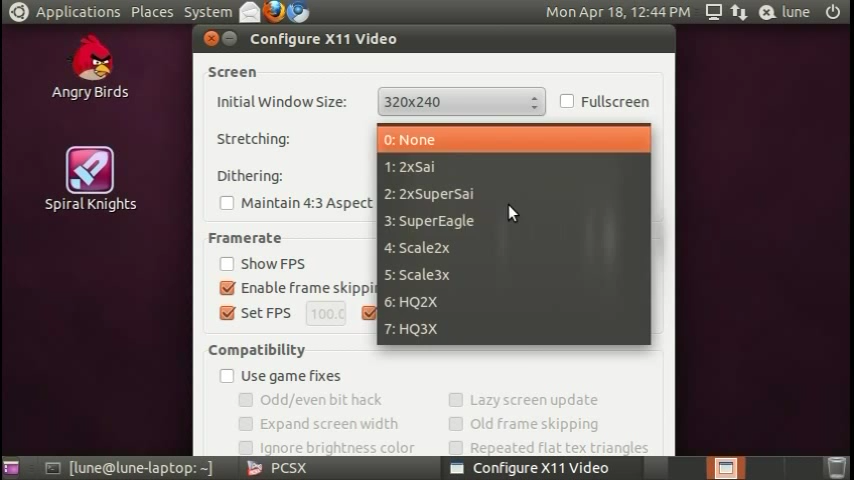 Applications Places System Mon Apr 18, 12:44 PM lune
Configure X11 Video
Angry Birds
Spiral Knights
Screen
Initial Window Size: 320x240 Fullscreen
Stretching:
0: None
1: 2xSai
2: 2xSuperSai
3: SuperEagle
4: Scale2x
5: Scale3x
6: HQ2X
7: HQ3X
Dithering:
Maintain 4:3 Aspect
Framerate
Show FPS
Enable frame skippin
Set FPS 100.0
Compatibility
Use game fixes
Odd/even bit hack Lazy screen update
Expand screen width Old frame skipping
Ignore brightness color Repeated flat tex triangles
[lune@lune-laptop: ~] PCSX Configure X11 Video